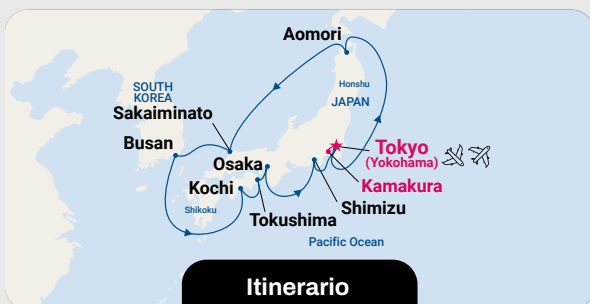 Aomori
SOUTH
KOREA
Honshu
JAPAN
Sakaiminato
Busan
Tokyo
(Yokohama)
Osaka
Kamakura
Kochi
Shimizu
Shikoku
Tokushima
Pacific Ocean
Itinerario